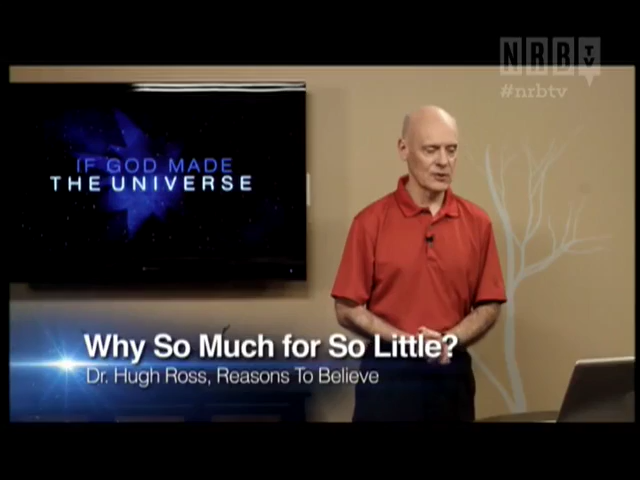 NRB TV
#nrbtv
IF GOD MADE
THE UNIVERSE
Why So Much for So Little?
Dr. Hugh Ross, Reasons To Believe